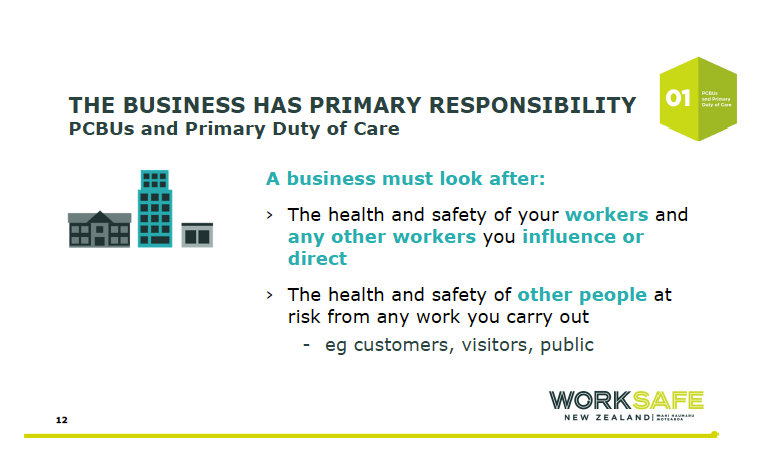 THE BUSINESS HAS PRIMARY RESPONSIBILITY
PCBUs and Primary Duty of Care
01
PCBUs
and Primary
Duty of Care
A business must look after:
› The health and safety of your workers and
any other workers you influence or
direct
› The health and safety of other people at
risk from any work you carry out
- eg customers, visitors, public
WORKSAFE
NEW ZEALAND | MAHI HAUMARU
AOTEAROA
12